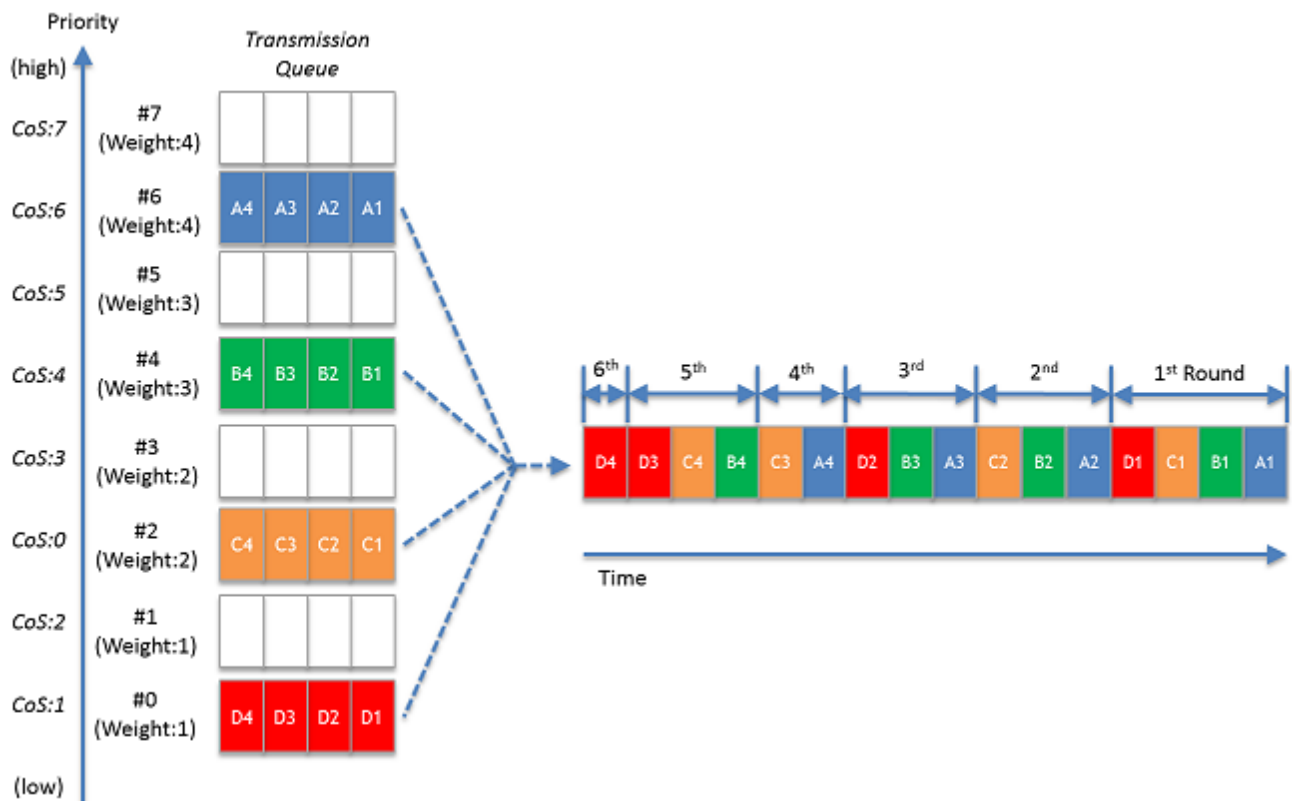 Priority
Transmission
Queue
(high)
CoS:7
#7
(Weight:4)
CoS:6
#6
(Weight:4)
A4 A3 A2 A1
CoS:5
#5
(Weight:3)
CoS:4
#4
(Weight:3)
B4 B3 B2 B1
CoS:3
#3
(Weight:2)
CoS:0
#2
(Weight:2)
C4 C3 C2 C1
CoS:2
#1
(Weight:1)
CoS:1
#0
(Weight:1)
D4 D3 D2 D1
(low)
6th 5th 4th 3rd 2nd 1st Round
D4 D3 C4 B4 C3 A4 D2 B3 A3 C2 B2 A2 D1 C1 B1 A1
Time